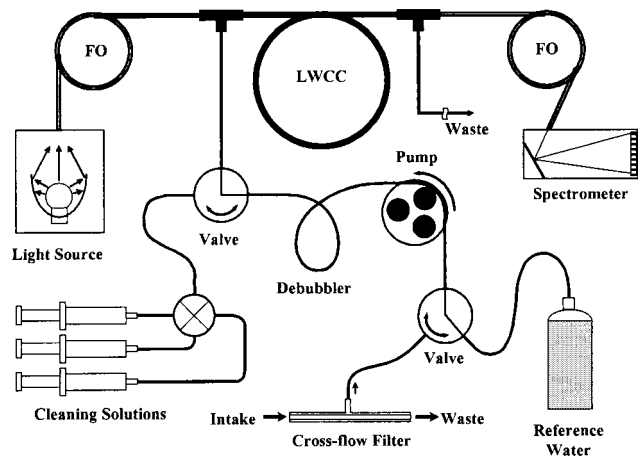 FO
LWCC
FO
Waste
Pump
Spectrometer
Light Source
Valve
Debubbler
Valve
Cleaning Solutions
Intake
Waste
Cross-flow Filter
Reference
Water